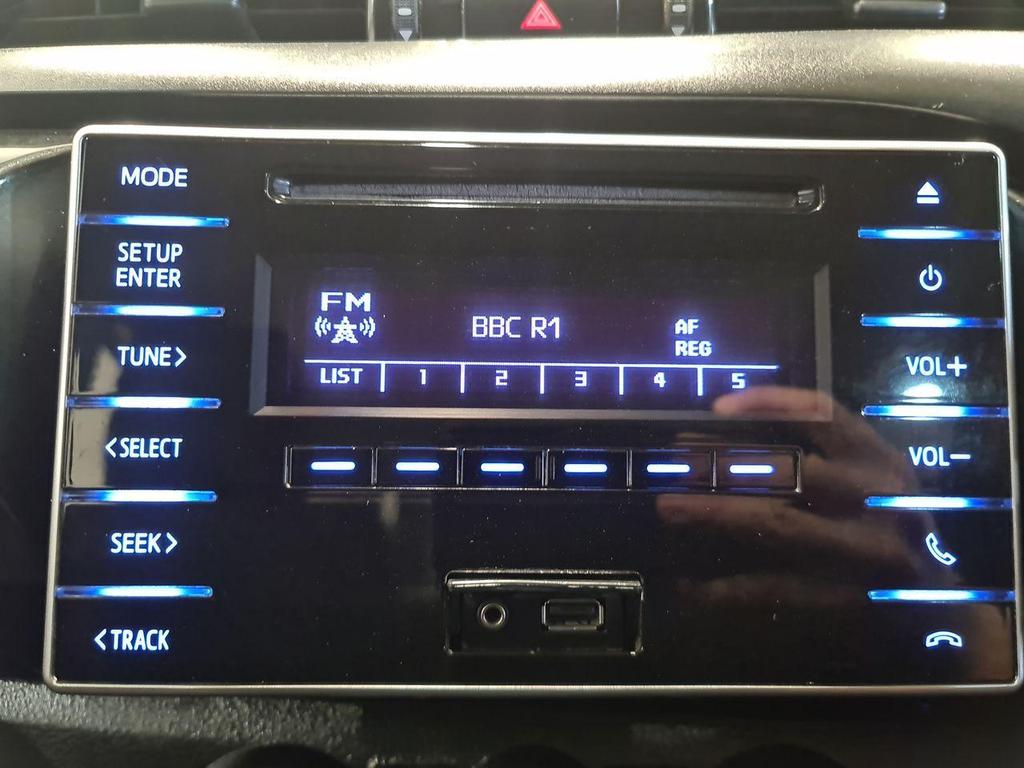 MODE
SETUP
ENTER
TUNE>
<SELECT
SEEK>
<TRACK
FM
BBC R1
AF
REG
LIST 1 2 3 4 5
VOL+
VOL-